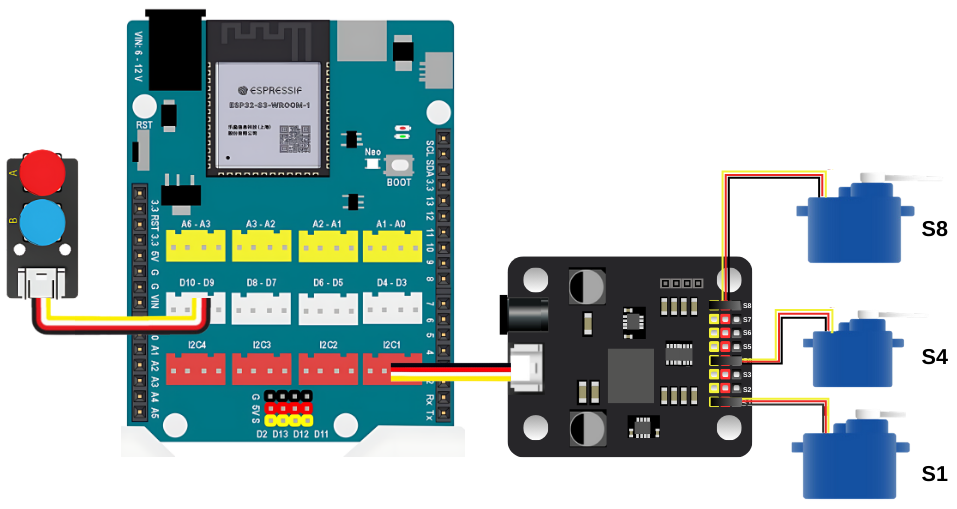 VIN: 6 - 12 V
ESPRESSIF
ESP32-S3-WROOM-1
RST
Neo
BOOT
A
B
SCL
SDA
3.3
13
12
11
10
9
8
7
6
5
4
2
Rx
Tx
3.3
RST
3.3
5V
G
G
VIN
0
A1
A2
A3
A4
A5
A6 - A3
A3 - A2
A2 - A1
A1 - A0
D10 - D9
D8 - D7
D6 - D5
D4 - D3
I2C4
I2C3
I2C2
I2C1
G
5V
S
D2 D13 D12 D11
S8
S7
S6
S5
S3
S2
S8
S4
S1